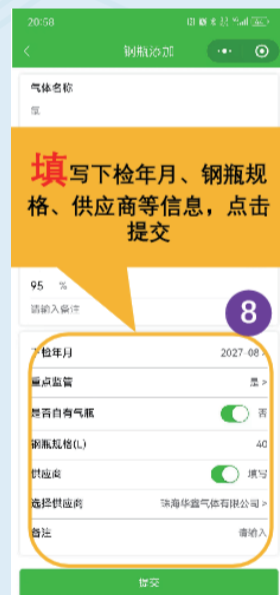 20:58
钢瓶添加
气体名称
氩
填写下检年月、钢瓶规
格、供应商等信息，点击
提交
95 %
请输入备注
8
下检年月 2027-08 >
重点监管 是 >
是否自有气瓶 否
钢瓶规格(L) 40
供应商 填写
选择供应商 珠海华鑫气体有限公司 >
备注 请输入
提交